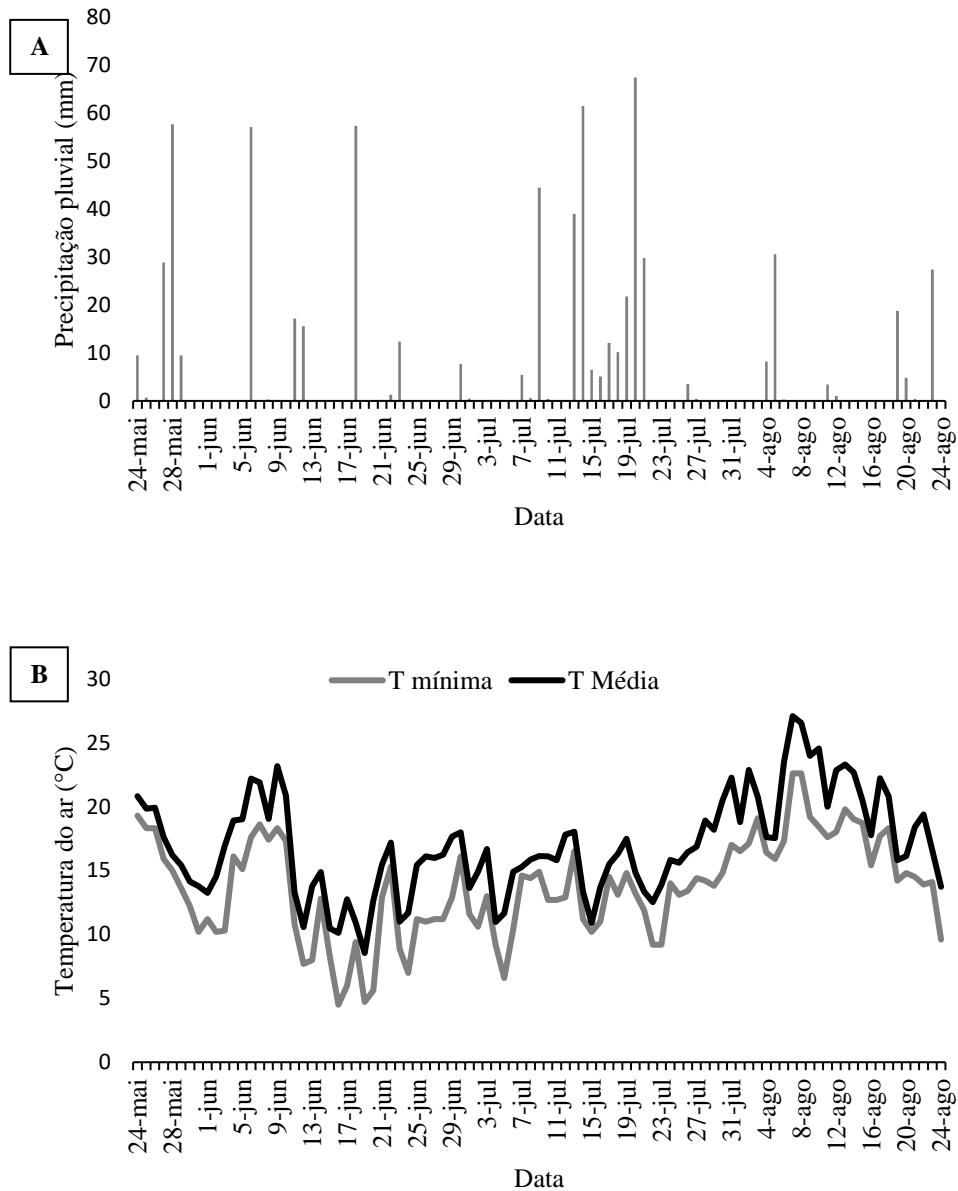 A
Precipitação pluvial (mm)
80
70
60
50
40
30
20
10
0
24-mai
28-mai
1-jun
5-jun
9-jun
13-jun
17-jun
21-jun
25-jun
29-jun
3-jul
7-jul
11-jul
15-jul
19-jul
23-jul
27-jul
31-jul
4-ago
8-ago
12-ago
16-ago
20-ago
24-ago
Data
B
T mínima T Média
Temperatura do ar (°C)
30
25
20
15
10
5
0
24-mai
28-mai
1-jun
5-jun
9-jun
13-jun
17-jun
21-jun
25-jun
29-jun
3-jul
7-jul
11-jul
15-jul
19-jul
23-jul
27-jul
31-jul
4-ago
8-ago
12-ago
16-ago
20-ago
24-ago
Data